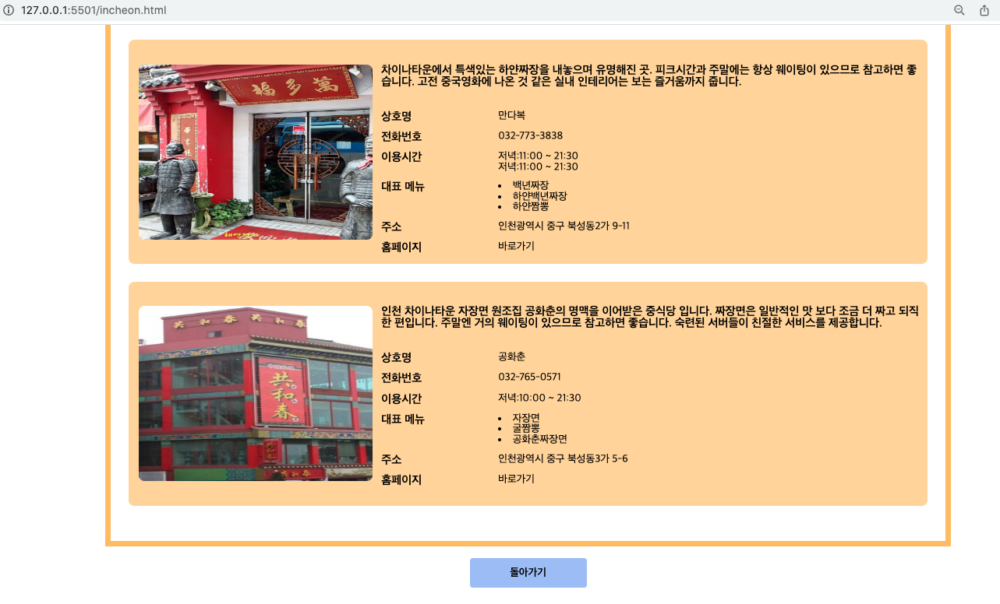 127.0.0.1:5501/incheon.html
차이나타운에서 특색있는 하얀짜장을 내놓으며 유명해진 곳. 피크시간과 주말에는 항상 웨이팅이 있으므로 참고하면 좋
습니다. 고전 중국영화에 나온 것 같은 실내 인테리어는 보는 즐거움까지 줍니다.
福多萬
상호명 만다복
전화번호 032-773-3838
이용시간 저녁:11:00 ~ 21:30
저녁:11:00 ~ 21:30
대표 메뉴 • 백년짜장
• 하얀백년짜장
• 하얀짬뽕
주소 인천광역시 중구 북성동2가 9-11
홈페이지 바로가기
인천 차이나타운 자장면 원조집 공화춘의 명맥을 이어받은 중식당 입니다. 짜장면은 일반적인 맛 보다 조금 더 짜고 되직
한 편입니다. 주말엔 거의 웨이팅이 있으므로 참고하면 좋습니다. 숙련된 서버들이 친절한 서비스를 제공합니다.
共和春
共和春
상호명 공화춘
전화번호 032-765-0571
이용시간 저녁:10:00 ~ 21:30
대표 메뉴 • 자장면
• 굴짬뽕
• 공화춘짜장면
주소 인천광역시 중구 북성동3가 5-6
홈페이지 바로가기
돌아가기